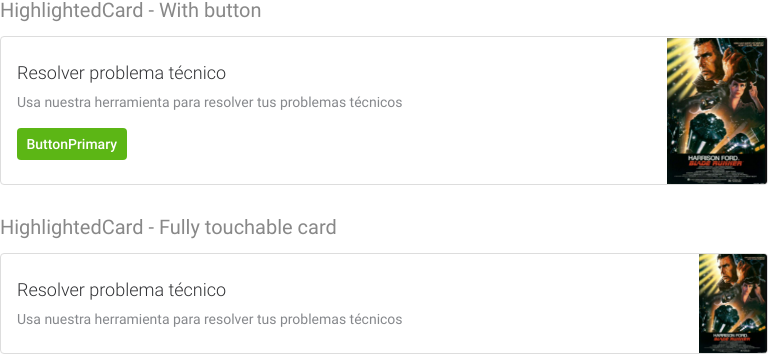 HighlightedCard - With button
Resolver problema técnico
Usa nuestra herramienta para resolver tus problemas técnicos
ButtonPrimary
HARRISON FORD.
BLADE RUNNER
HighlightedCard - Fully touchable card
Resolver problema técnico
Usa nuestra herramienta para resolver tus problemas técnicos
HARRISON FORD
BLADE RUNNER